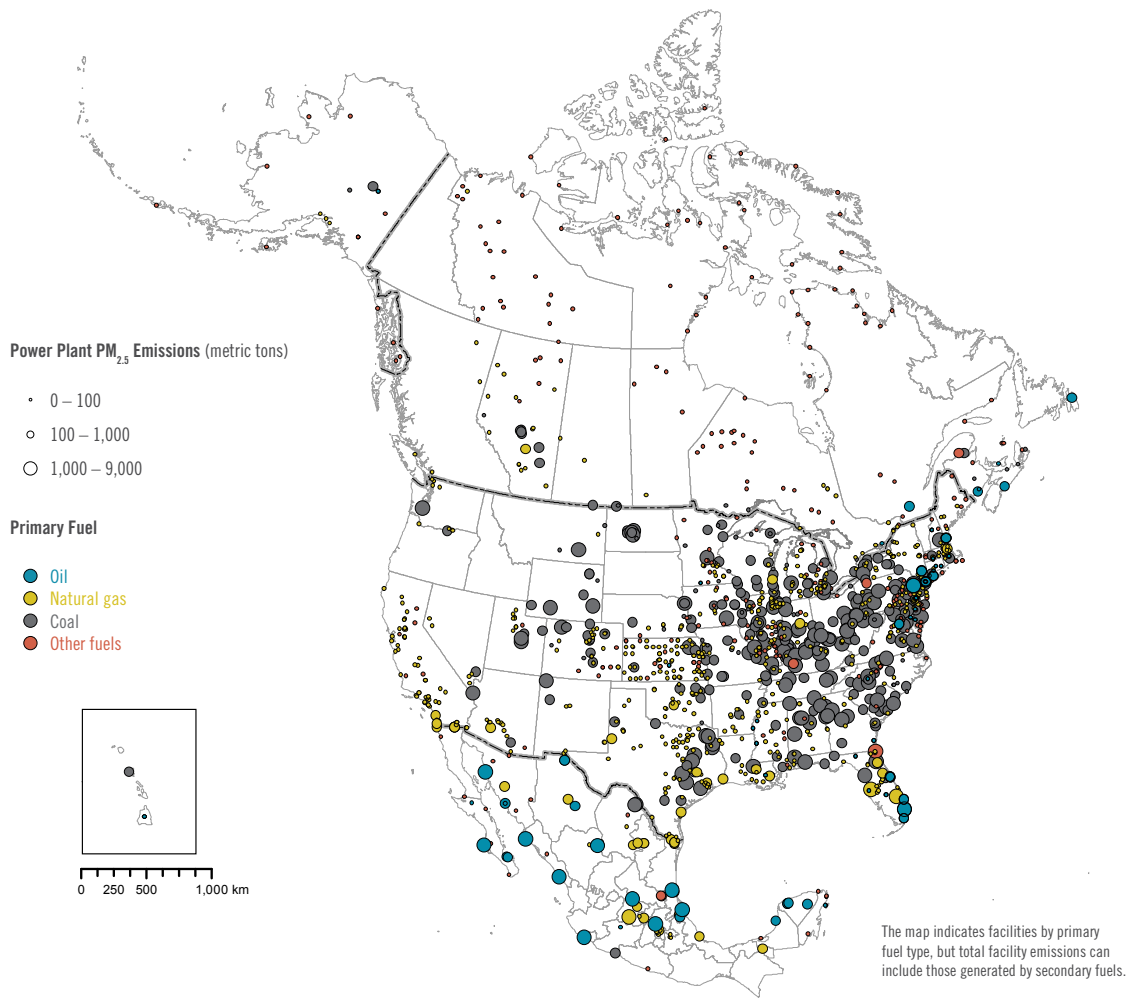 Power Plant PM2.5 Emissions (metric tons)
0 – 100
100 – 1,000
1,000 – 9,000
Primary Fuel
Oil
Natural gas
Coal
Other fuels
0 250 500 1,000 km
The map indicates facilities by primary
fuel type, but total facility emissions can
include those generated by secondary fuels.